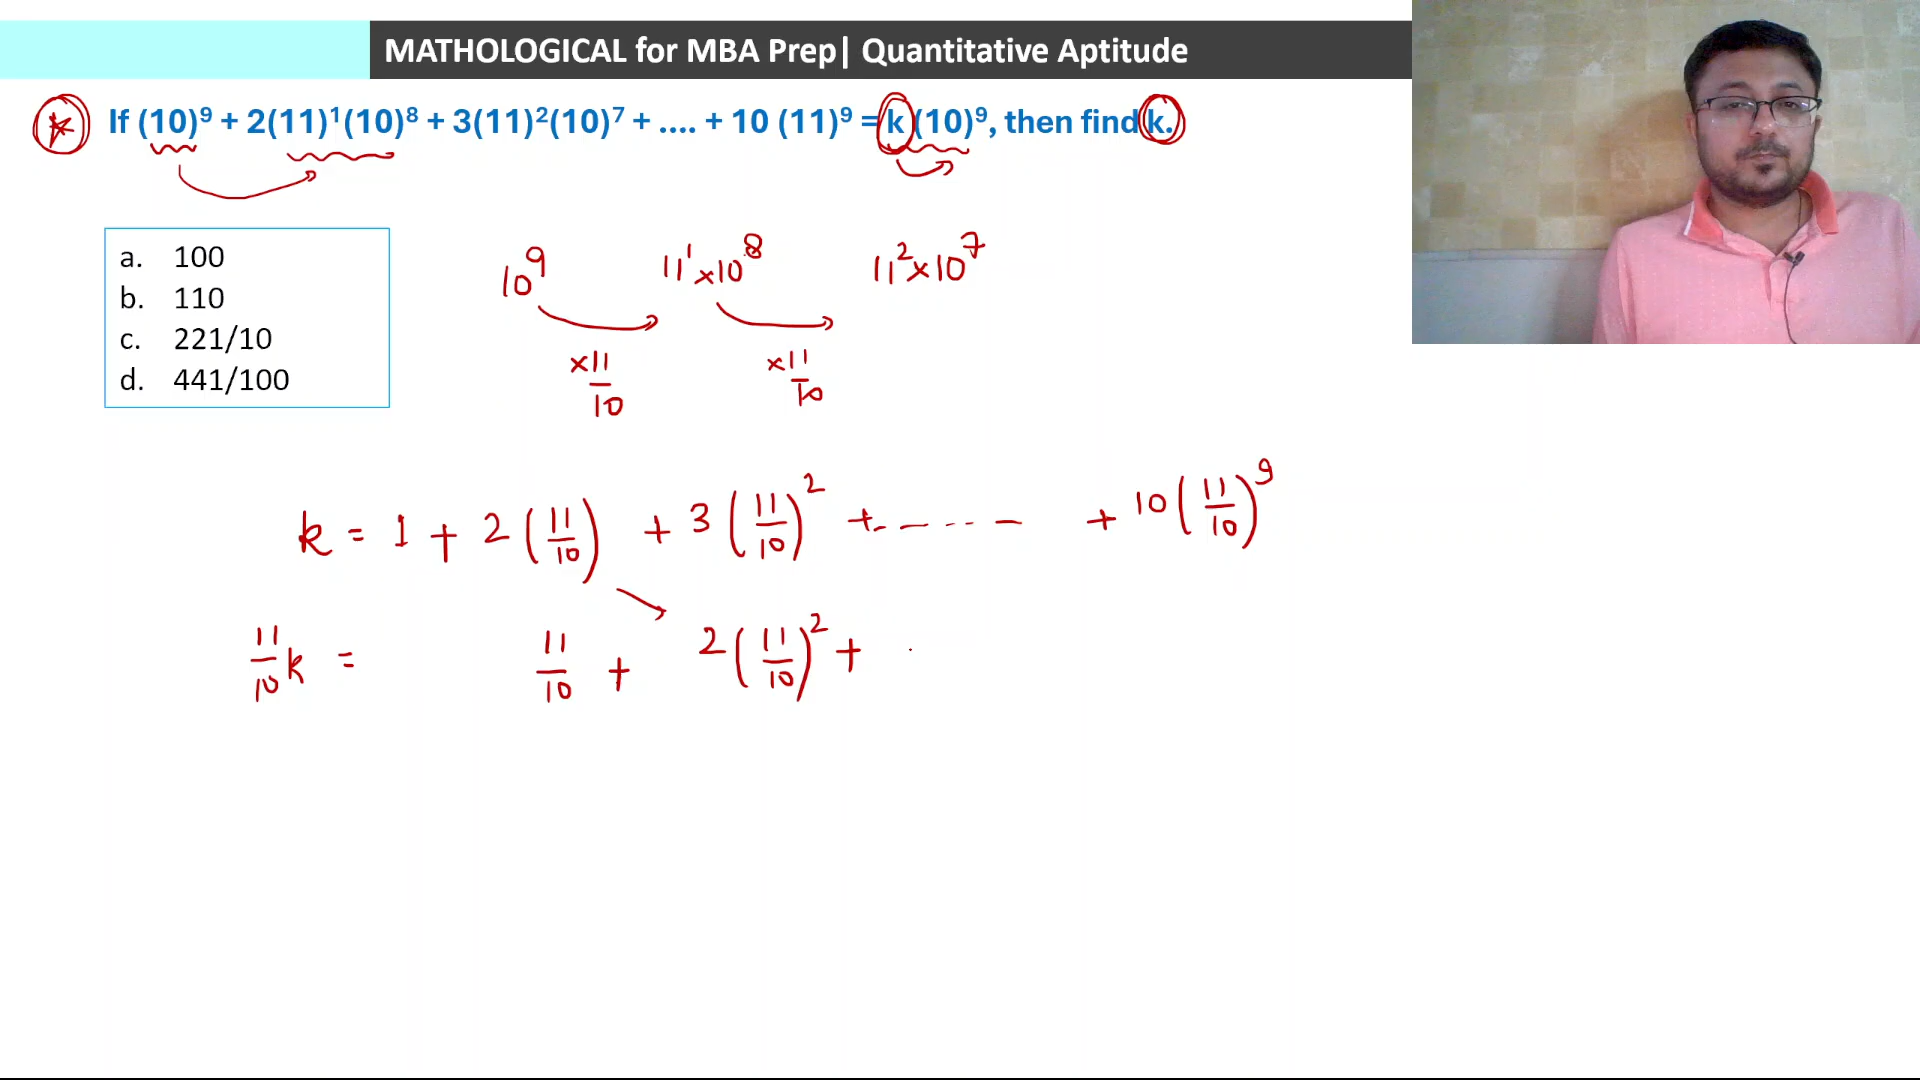 MATHOLOGICAL for MBA Prep| Quantitative Aptitude
If (10)⁹ + 2(11)¹(10)⁸ + 3(11)²(10)⁷ + .... + 10 (11)⁹ = k (10)⁹, then find k.
a. 100
b. 110
c. 221/10
d. 441/100
10⁹ 11¹×10⁸ 11²×10⁷
×11/10 ×11/10
k = 1 + 2(11/10) + 3(11/10)² + ------ + 10(11/10)⁹
11/10 k = 11/10 + 2(11/10)² +